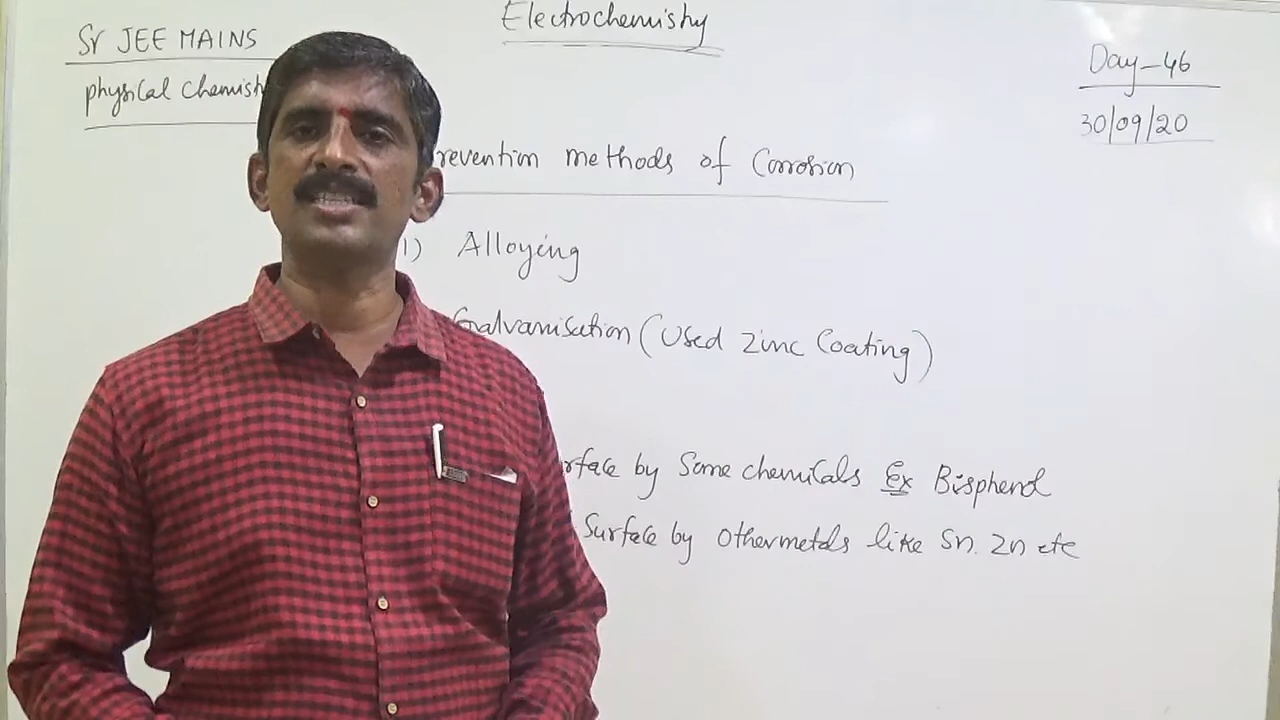 Electrochemistry
Sr JEE MAINS
physical chemist
Day-46
30/09/20
revention methods of Corrosion
1) Alloying
Galvanisation (Used Zinc Coating)
rface by Some chemicals Ex Bisphenol
Surface by Othermetals like Sn. Zn etc